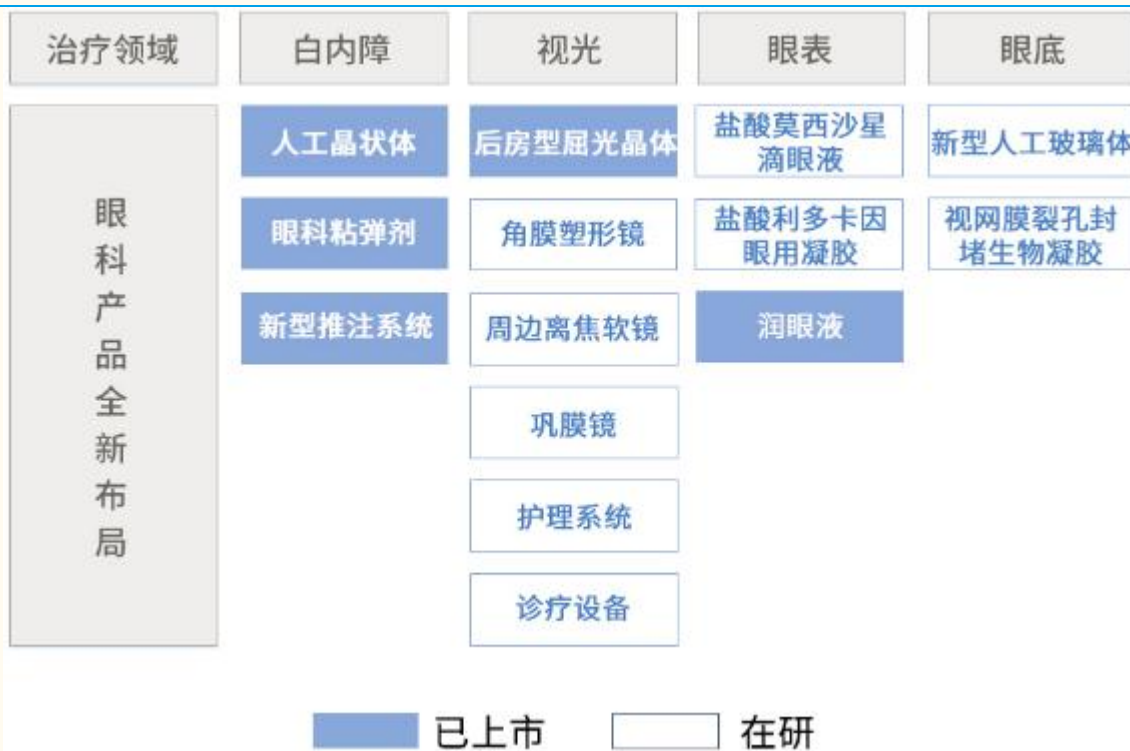 治疗领域
白内障
视光
眼表
眼底
眼科产品全新布局
人工晶状体
后房型屈光晶体
盐酸莫西沙星
滴眼液
新型人工玻璃体
眼科粘弹剂
角膜塑形镜
盐酸利多卡因
眼用凝胶
视网膜裂孔封
堵生物凝胶
新型推注系统
周边离焦软镜
润眼液
巩膜镜
护理系统
诊疗设备
已上市
在研